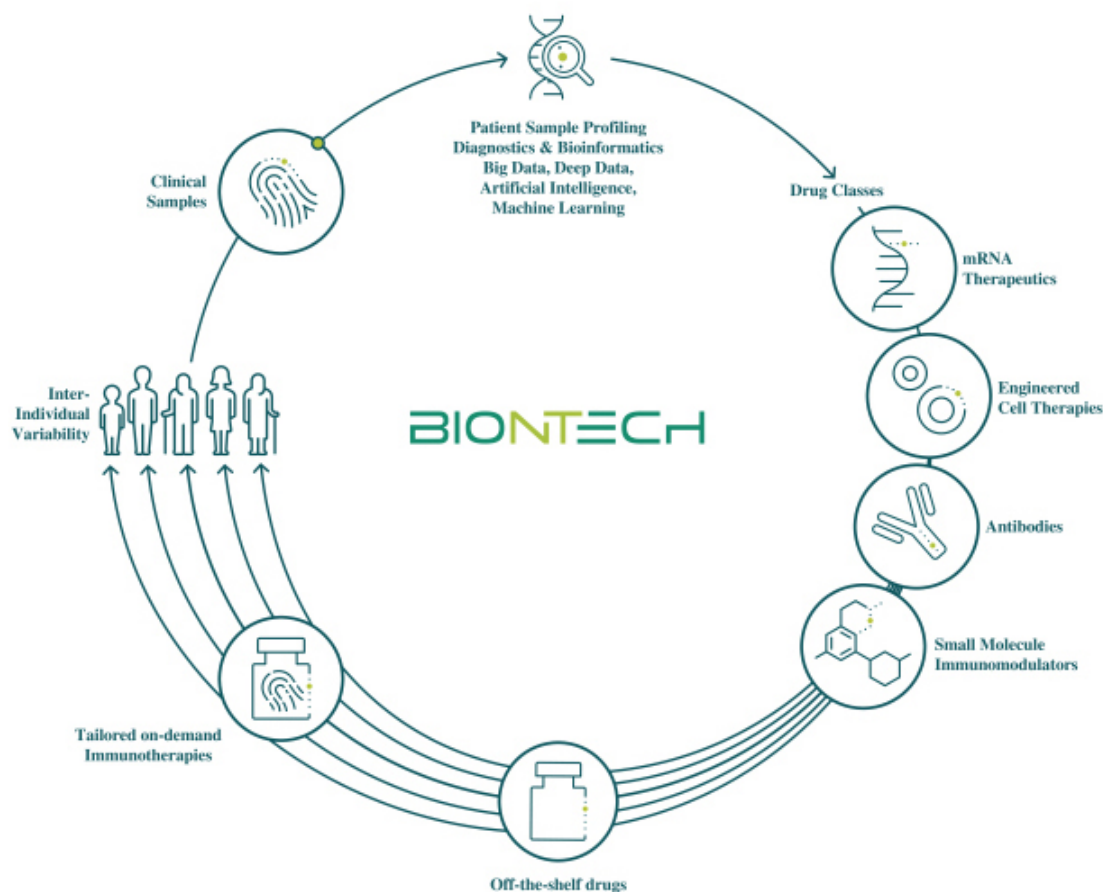 Patient Sample Profiling
Diagnostics & Bioinformatics
Big Data, Deep Data,
Artificial Intelligence,
Machine Learning
Drug Classes
mRNA
Therapeutics
Engineered
Cell Therapies
Antibodies
Small Molecule
Immunomodulators
Off-the-shelf drugs
Tailored on-demand
Immunotherapies
Inter-
Individual
Variability
Clinical
Samples
BIONTECH